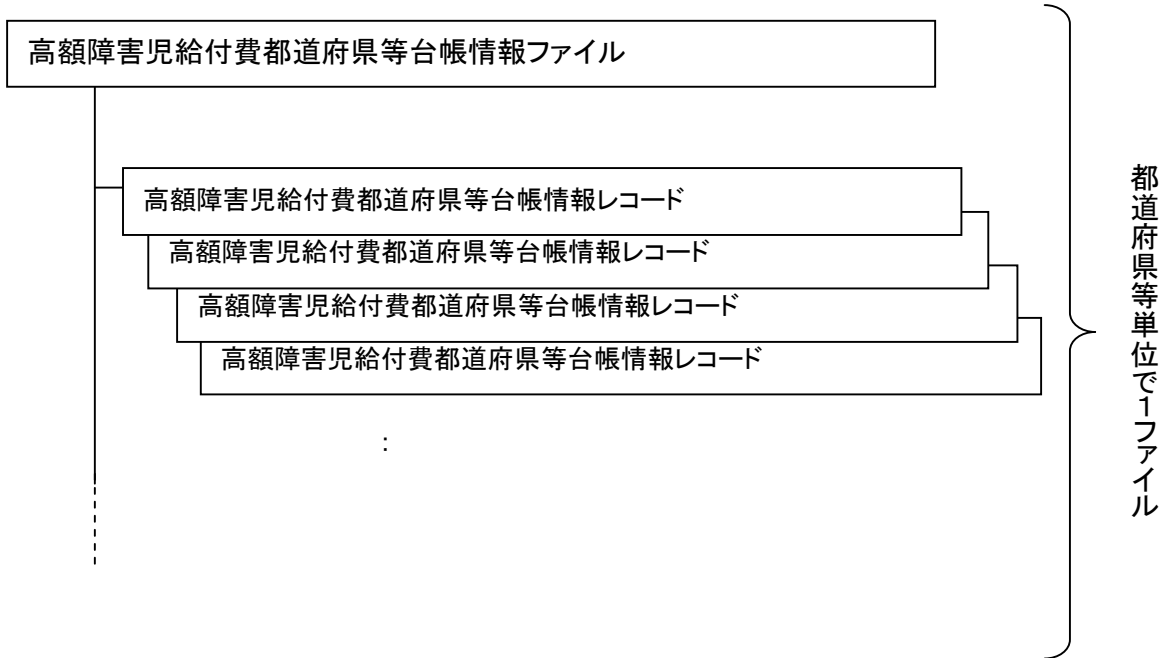 高額障害児給付費都道府県等台帳情報ファイル
高額障害児給付費都道府県等台帳情報レコード
高額障害児給付費都道府県等台帳情報レコード
高額障害児給付費都道府県等台帳情報レコード
高額障害児給付費都道府県等台帳情報レコード
:
都道府県等単位で1ファイル